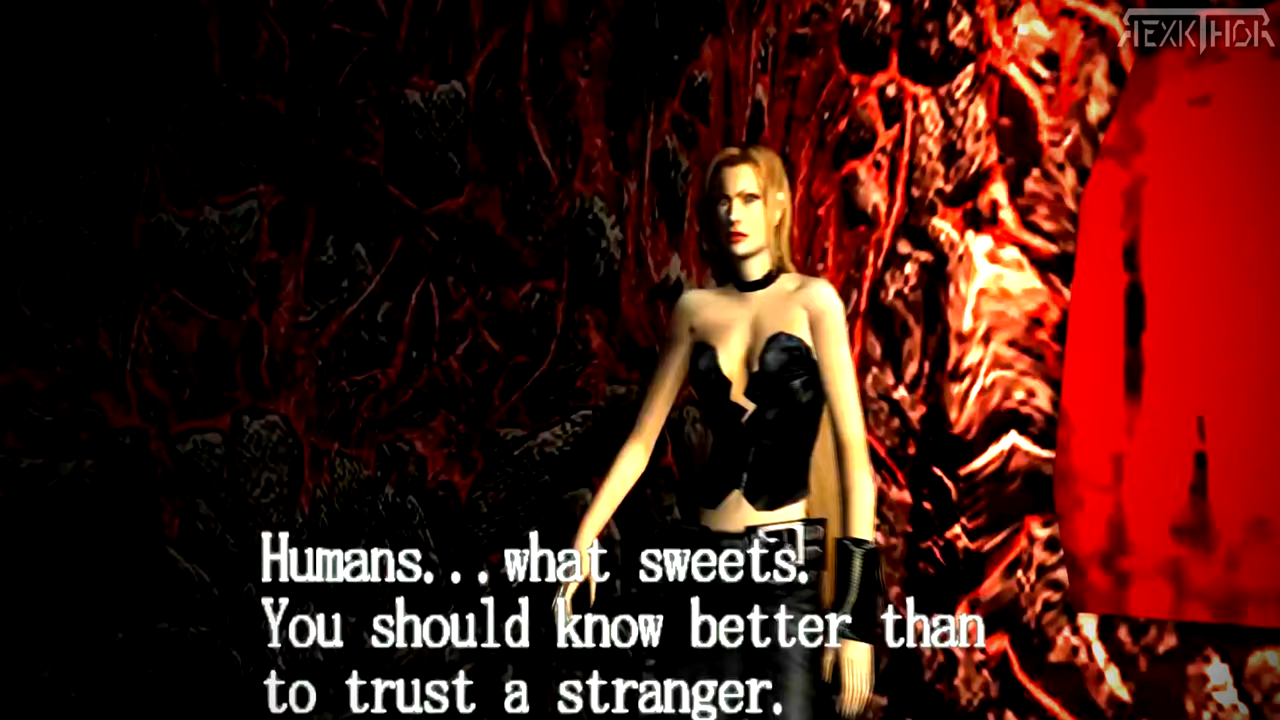 REXKTHOR
Humans...what sweets.
You should know better than
to trust a stranger.